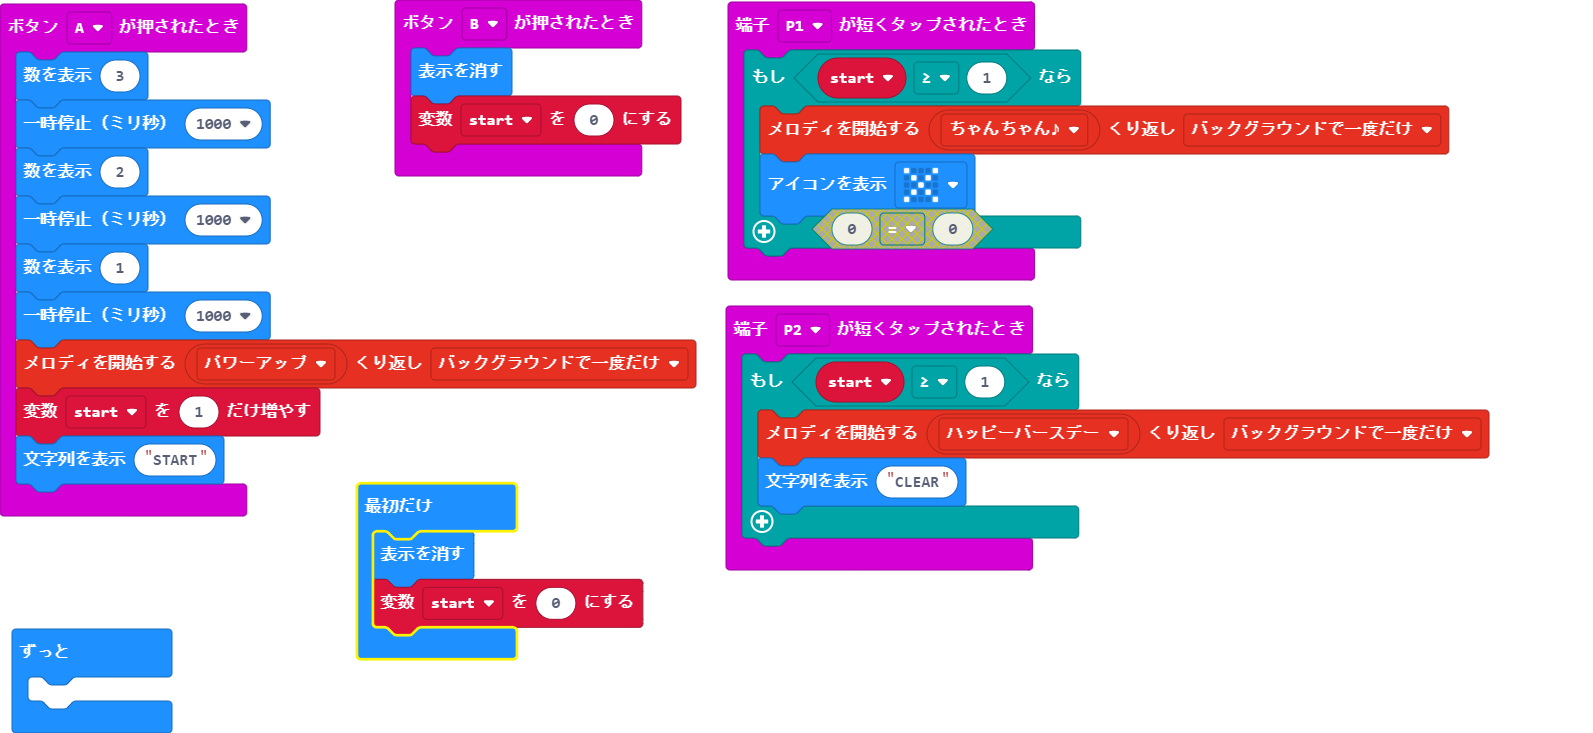 ボタン A が押されたとき
数を表示 3
一時停止（ミリ秒） 1000
数を表示 2
一時停止（ミリ秒） 1000
数を表示 1
一時停止（ミリ秒） 1000
メロディを開始する パワーアップ くり返し バックグラウンドで一度だけ
変数 start を 1 だけ増やす
文字列を表示 "START"
ボタン B が押されたとき
表示を消す
変数 start を 0 にする
最初だけ
表示を消す
変数 start を 0 にする
ずっと
端子 P1 が短くタップされたとき
もし start ≥ 1 なら
メロディを開始する ちゃんちゃん♪ くり返し バックグラウンドで一度だけ
アイコンを表示
0 = 0
端子 P2 が短くタップされたとき
もし start ≥ 1 なら
メロディを開始する ハッピーバースデー くり返し バックグラウンドで一度だけ
文字列を表示 "CLEAR"